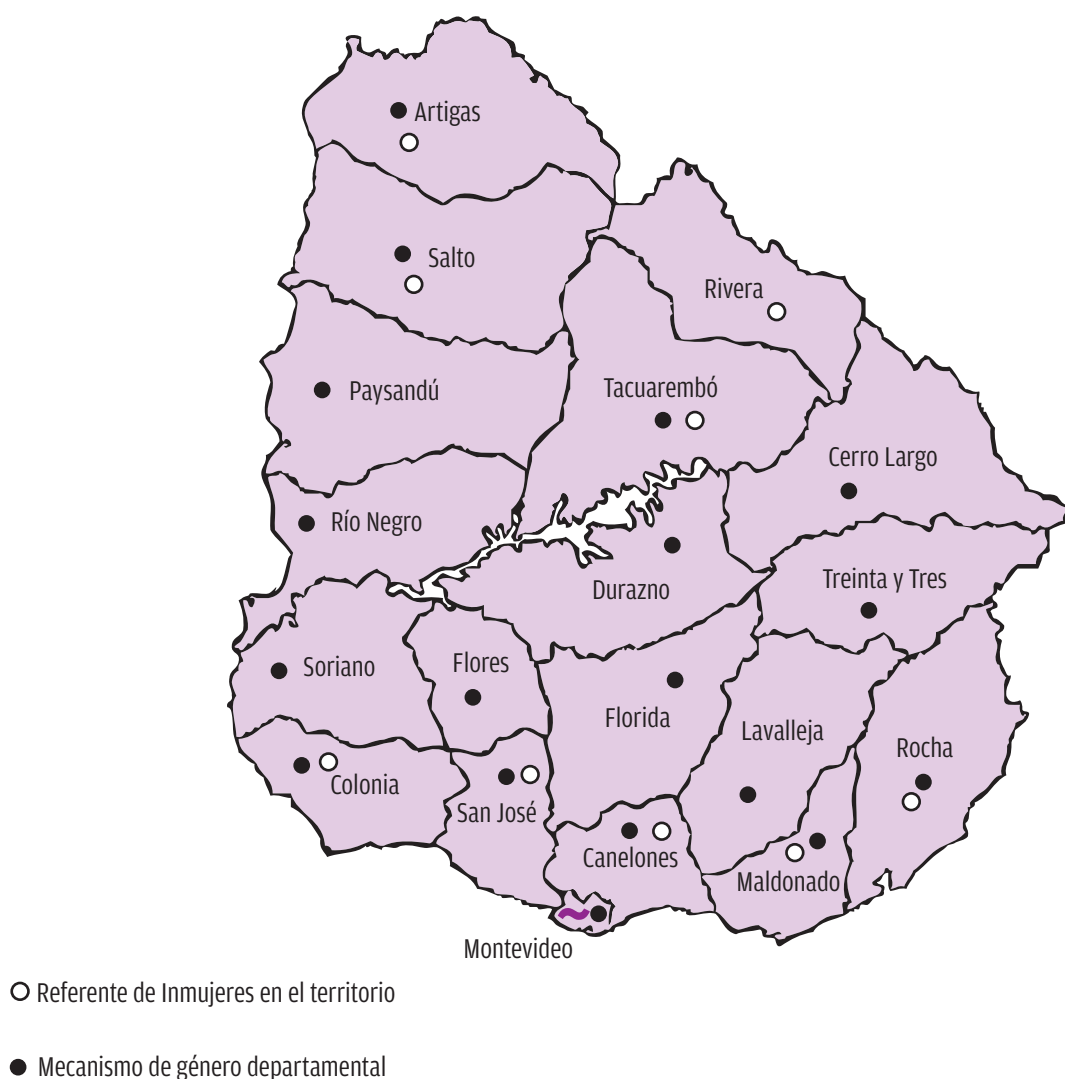 Artigas
Salto
Rivera
Paysandú
Tacuarembó
Cerro Largo
Río Negro
Durazno
Treinta y Tres
Soriano
Flores
Florida
Lavalleja
Rocha
Colonia
San José
Canelones
Maldonado
Montevideo
Referente de Inmujeres en el territorio
Mecanismo de género departamental